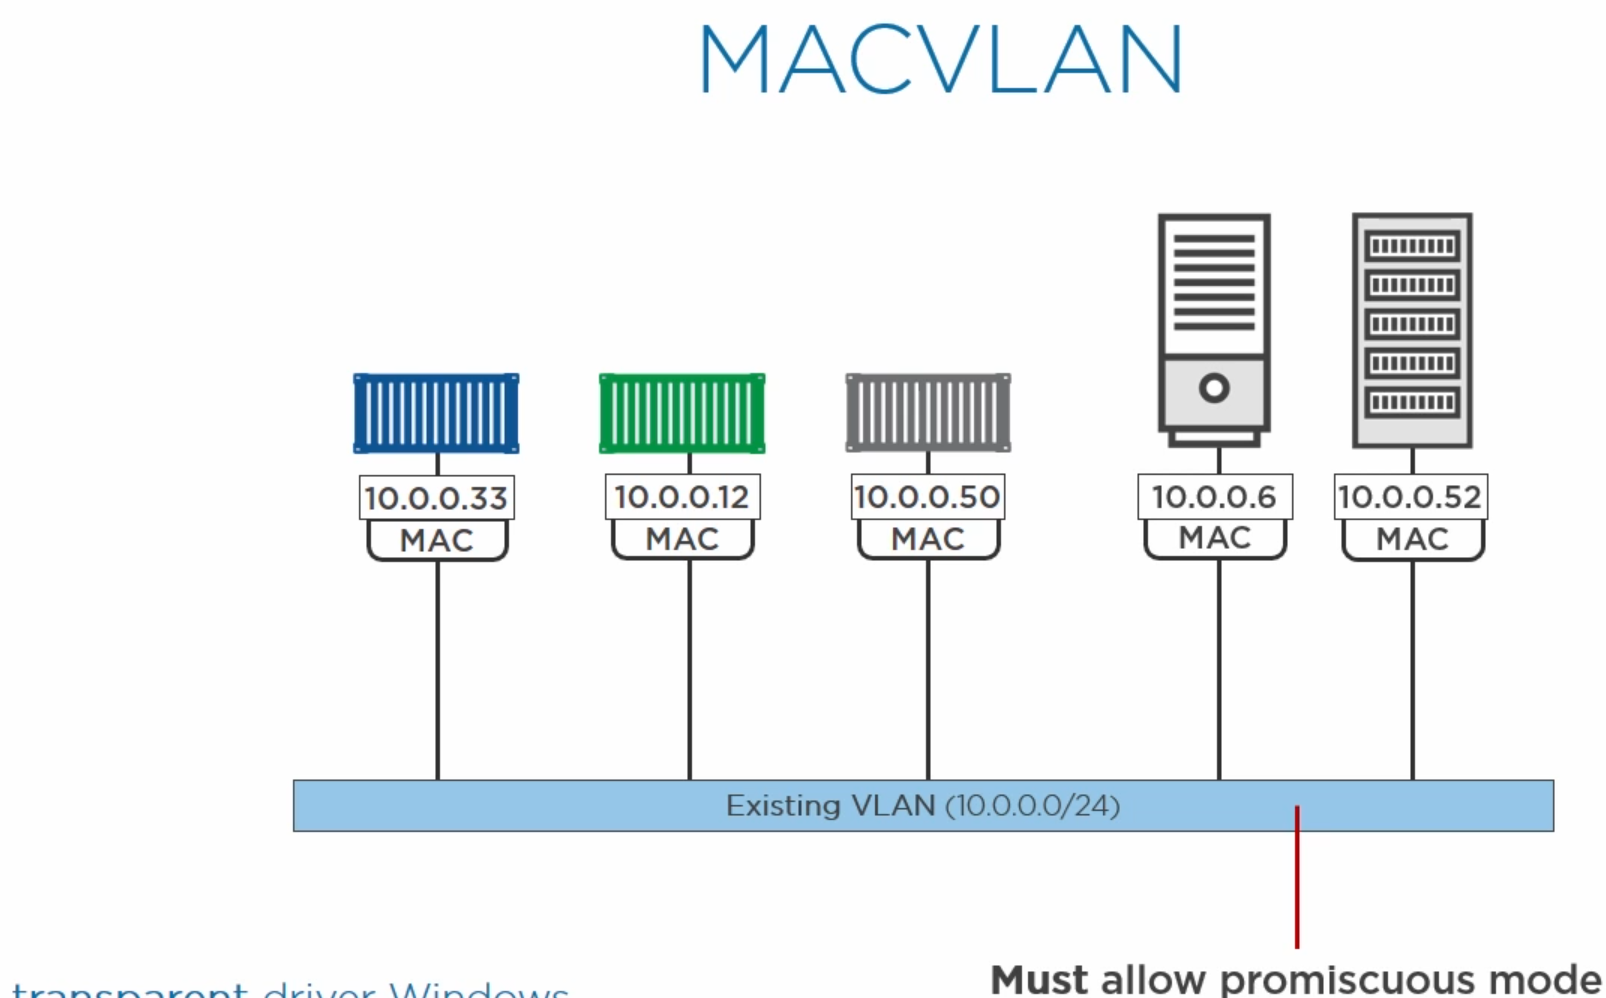 MACVLAN
10.0.0.33
MAC
10.0.0.12
MAC
10.0.0.50
MAC
10.0.0.6
MAC
10.0.0.52
MAC
Existing VLAN (10.0.0.0/24)
Must allow promiscuous mode
transparent driver Windows